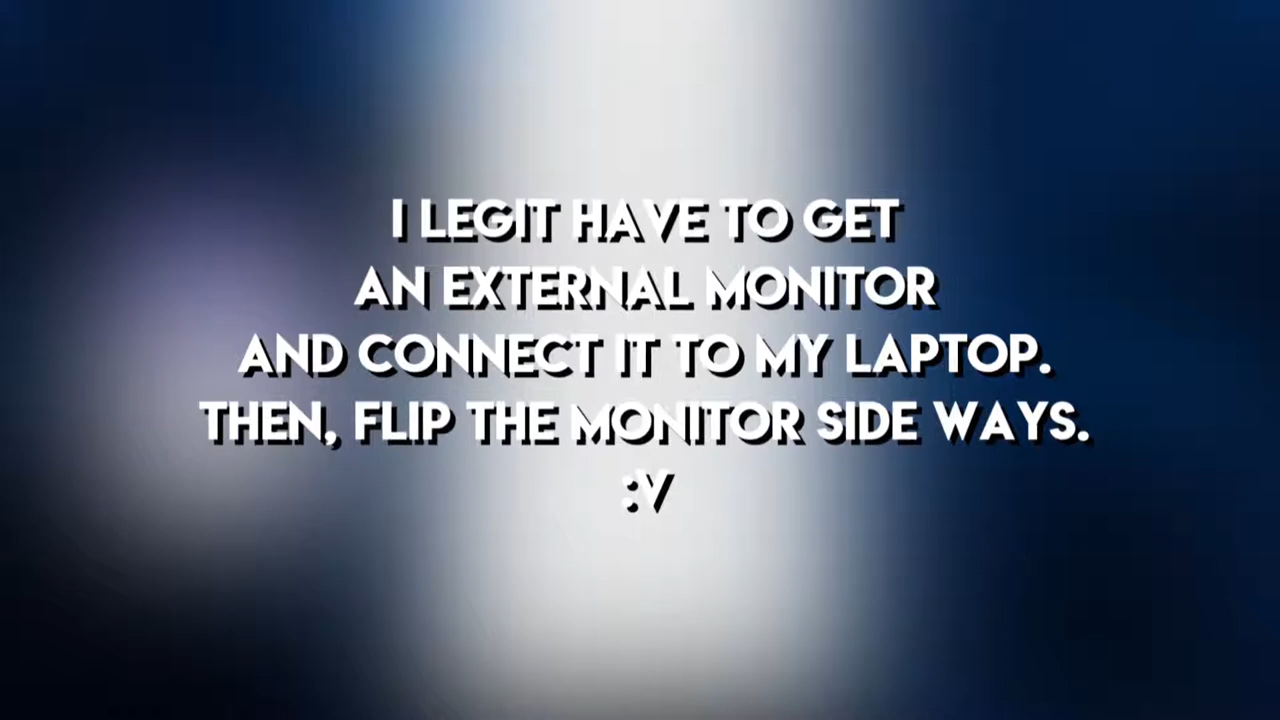 I LEGIT HAVE TO GET
AN EXTERNAL MONITOR
AND CONNECT IT TO MY LAPTOP.
THEN, FLIP THE MONITOR SIDE WAYS.
:V